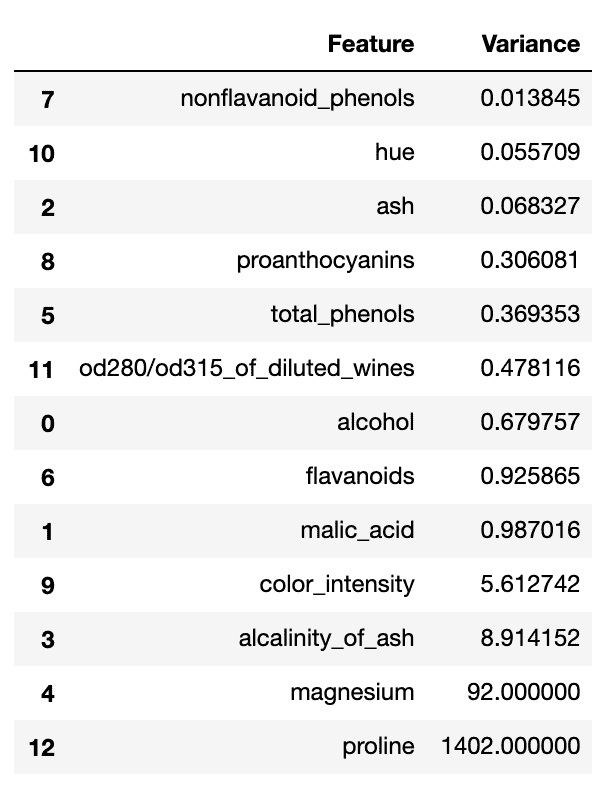 Feature Variance
7 nonflavanoid_phenols 0.013845
10 hue 0.055709
2 ash 0.068327
8 proanthocyanins 0.306081
5 total_phenols 0.369353
11 od280/od315_of_diluted_wines 0.478116
0 alcohol 0.679757
6 flavanoids 0.925865
1 malic_acid 0.987016
9 color_intensity 5.612742
3 alcalinity_of_ash 8.914152
4 magnesium 92.000000
12 proline 1402.000000